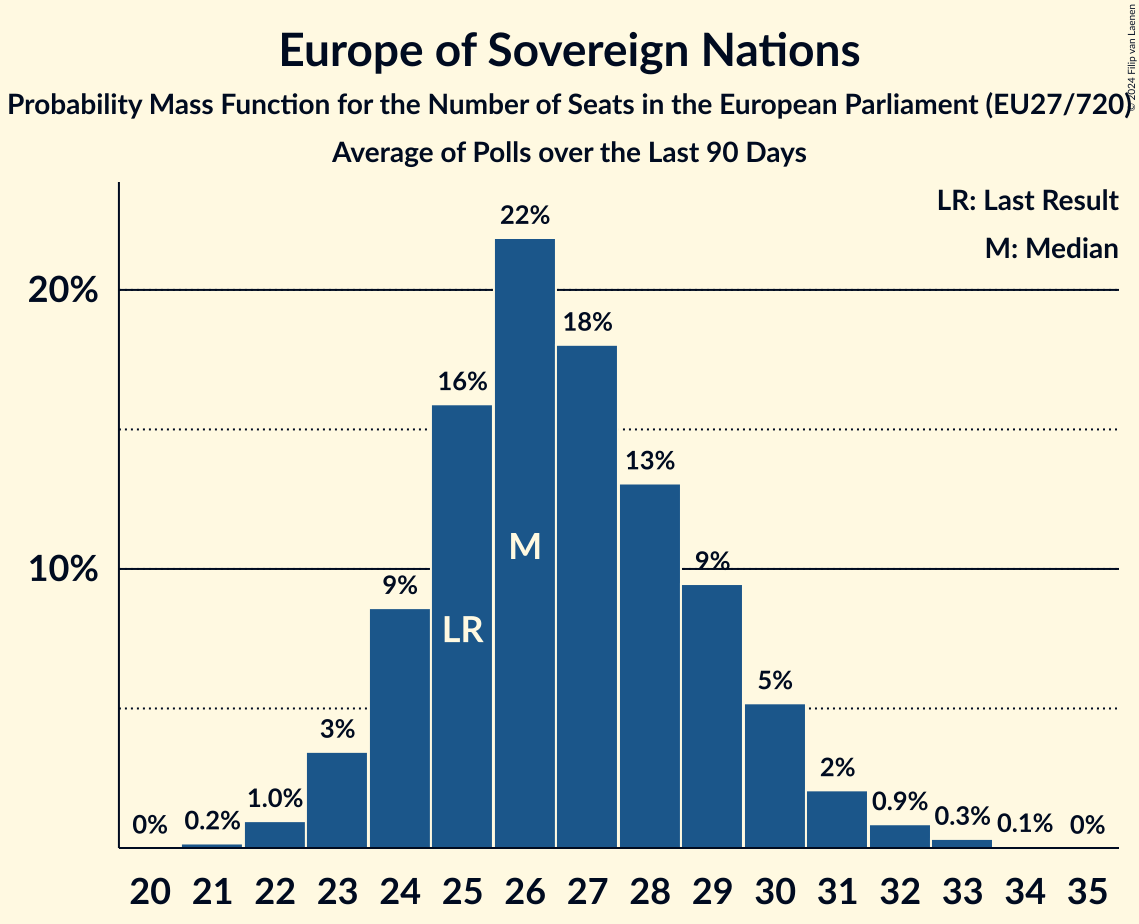 Europe of Sovereign Nations
Probability Mass Function for the Number of Seats in the European Parliament (EU27/720)
Average of Polls over the Last 90 Days
© 2024 Filip van Laenen
LR: Last Result
M: Median
22%
20%
18%
16%
13%
M
10%
9%
9%
LR
5%
3%
2%
1.0%
0.9%
0.3%
0% 0.2% 0.1% 0%
20 21 22 23 24 25 26 27 28 29 30 31 32 33 34 35